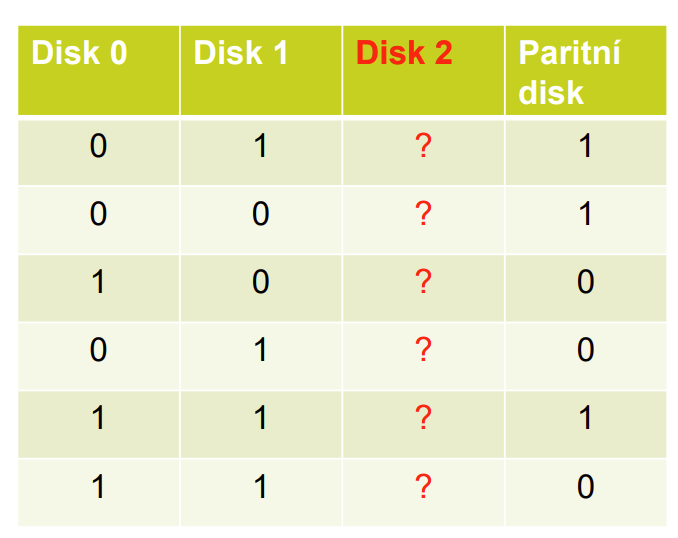 Disk 0 Disk 1 Disk 2 Paritní
disk
0 1 ? 1
0 0 ? 1
1 0 ? 0
0 1 ? 0
1 1 ? 1
1 1 ? 0